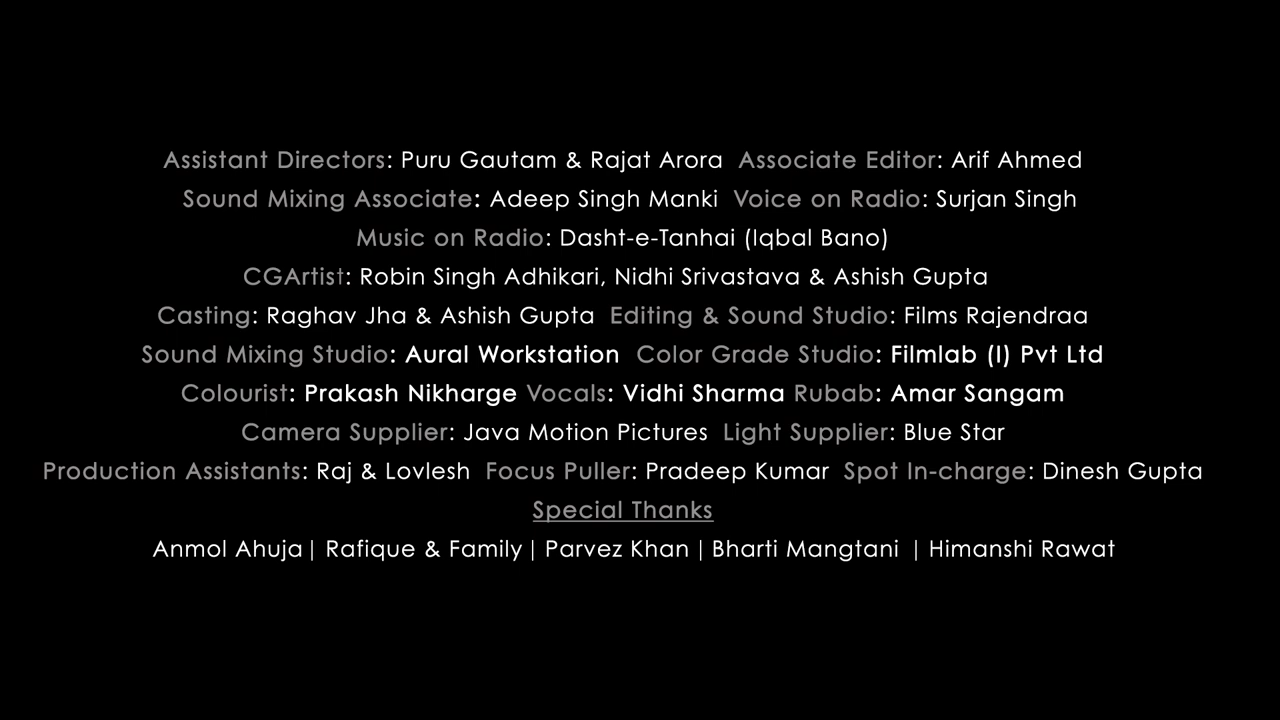 Assistant Directors: Puru Gautam & Rajat Arora Associate Editor: Arif Ahmed
Sound Mixing Associate: Adeep Singh Manki Voice on Radio: Surjan Singh
Music on Radio: Dasht-e-Tanhai (Iqbal Bano)
CGArtist: Robin Singh Adhikari, Nidhi Srivastava & Ashish Gupta
Casting: Raghav Jha & Ashish Gupta Editing & Sound Studio: Films Rajendraa
Sound Mixing Studio: Aural Workstation Color Grade Studio: Filmlab (I) Pvt Ltd
Colourist: Prakash Nikharge Vocals: Vidhi Sharma Rubab: Amar Sangam
Camera Supplier: Java Motion Pictures Light Supplier: Blue Star
Production Assistants: Raj & Lovlesh Focus Puller: Pradeep Kumar Spot In-charge: Dinesh Gupta
Special Thanks
Anmol Ahuja | Rafique & Family | Parvez Khan | Bharti Mangtani | Himanshi Rawat